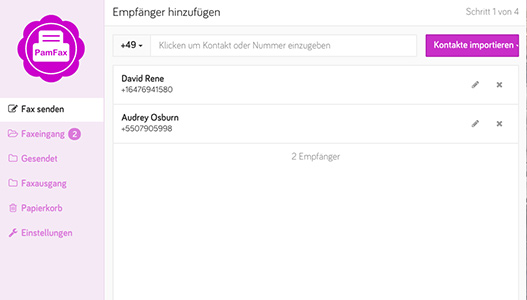 PamFax
Fax senden
Faxeingang 2
Gesendet
Faxausgang
Papierkorb
Einstellungen
Empfänger hinzufügen
Schritt 1 von 4
+49
Klicken um Kontakt oder Nummer einzugeben
Kontakte importieren
David Rene
+16476941580
Audrey Osburn
+5507905998
2 Empfänger